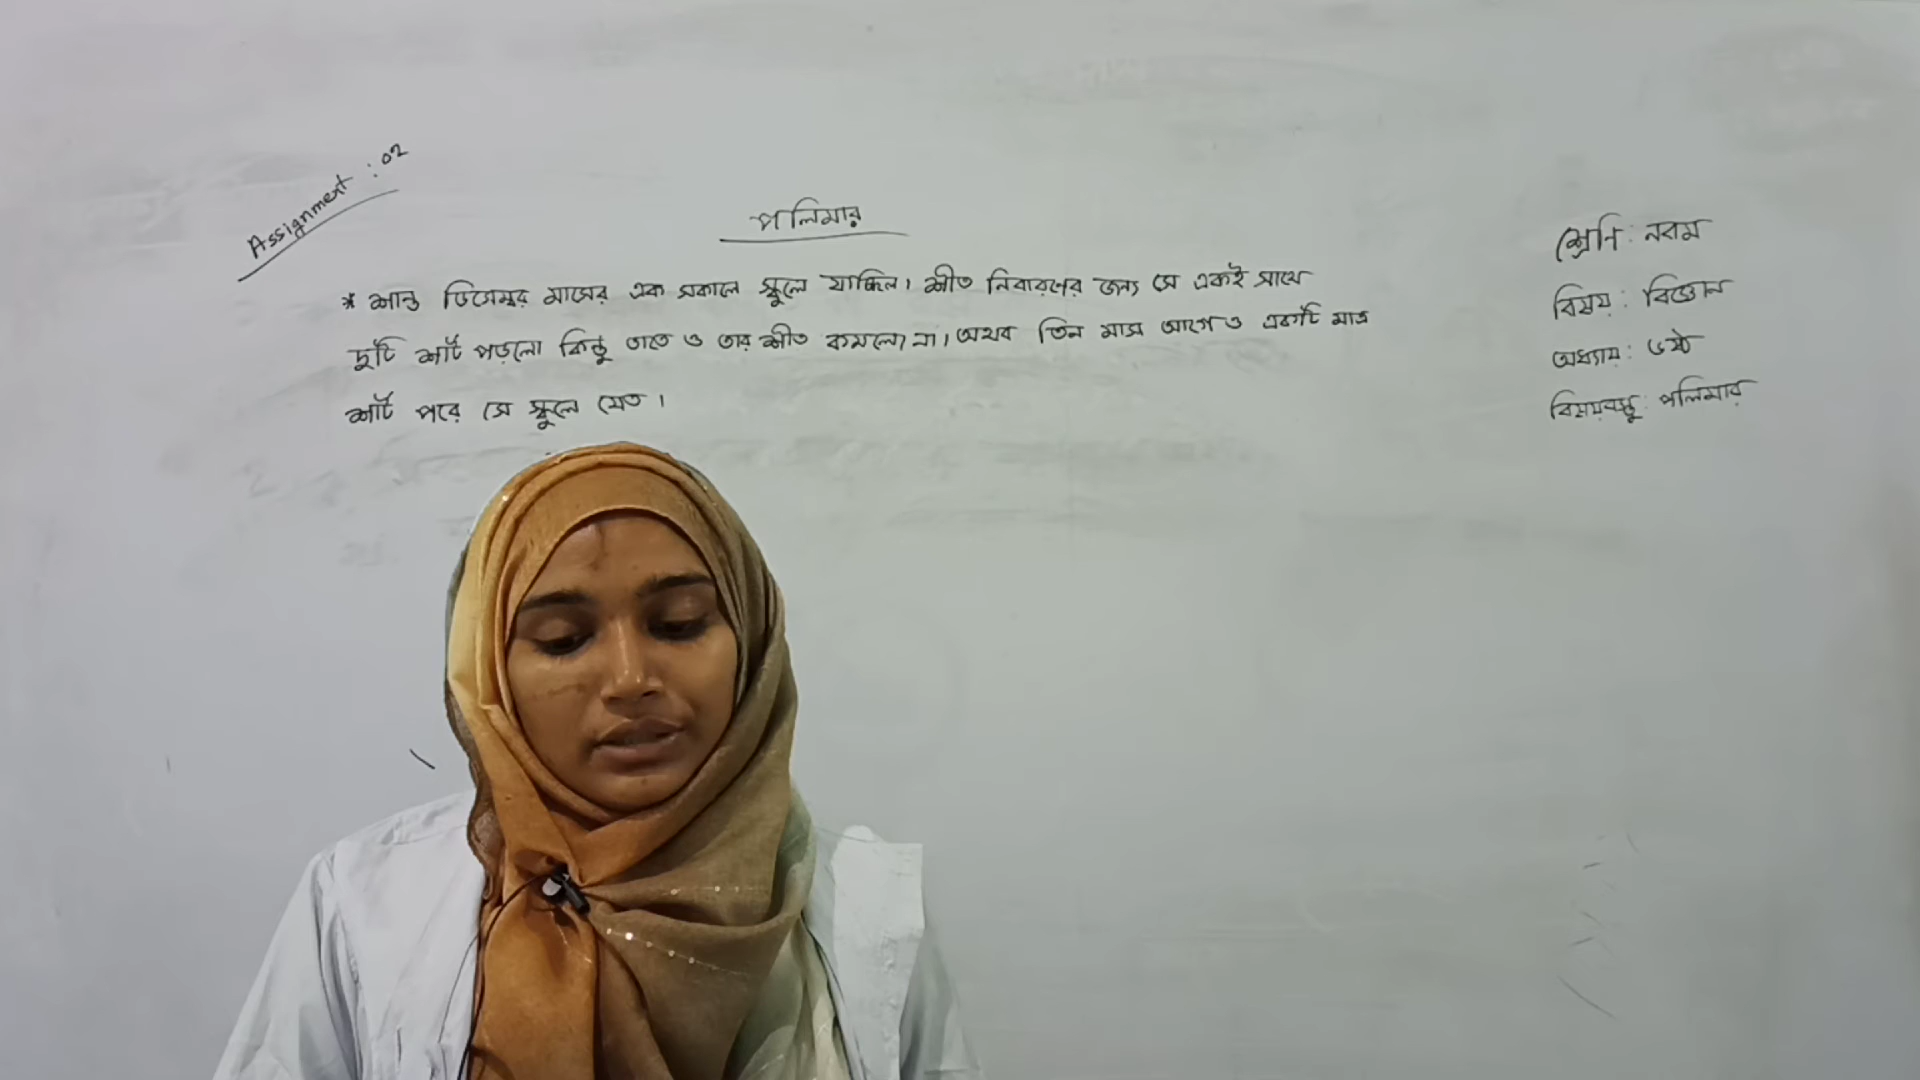 Assignment : 02
পলিমার
* শান্ত ডিসেম্বর মাসের এক সকালে স্কুলে যাচ্ছিল। শীত নিবারণের জন্য সে একই সাথে
দুটি শার্ট পড়লো কিন্তু তাতে ও তার শীত কমলো না। অথব তিন মাস আগেও একটি মাত্র
শার্ট পরে সে স্কুলে যেত।
শ্রেণি : নবম
বিষয় : বিজ্ঞান
অধ্যায় : ৬ষ্ঠ
বিষয়বস্তু : পলিমার